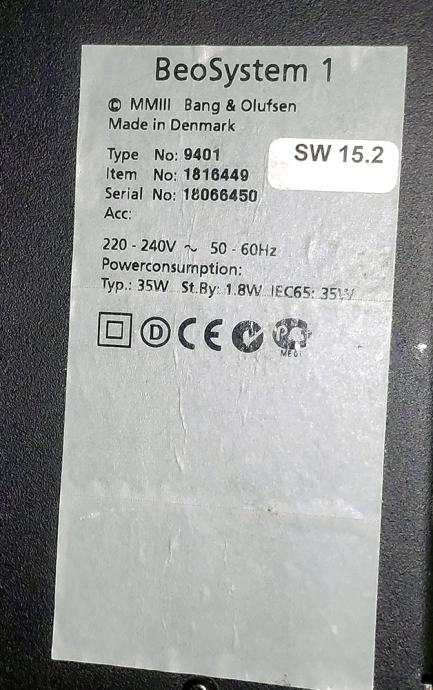 BeoSystem 1
© MMIII Bang & Olufsen
Made in Denmark
Type No: 9401
SW 15.2
Item No: 1816449
Serial No: 18066450
Acc:
220 - 240V ~ 50 - 60Hz
Powerconsumption:
Typ.: 35W St.By: 1.8W IEC65: 35W
D CE